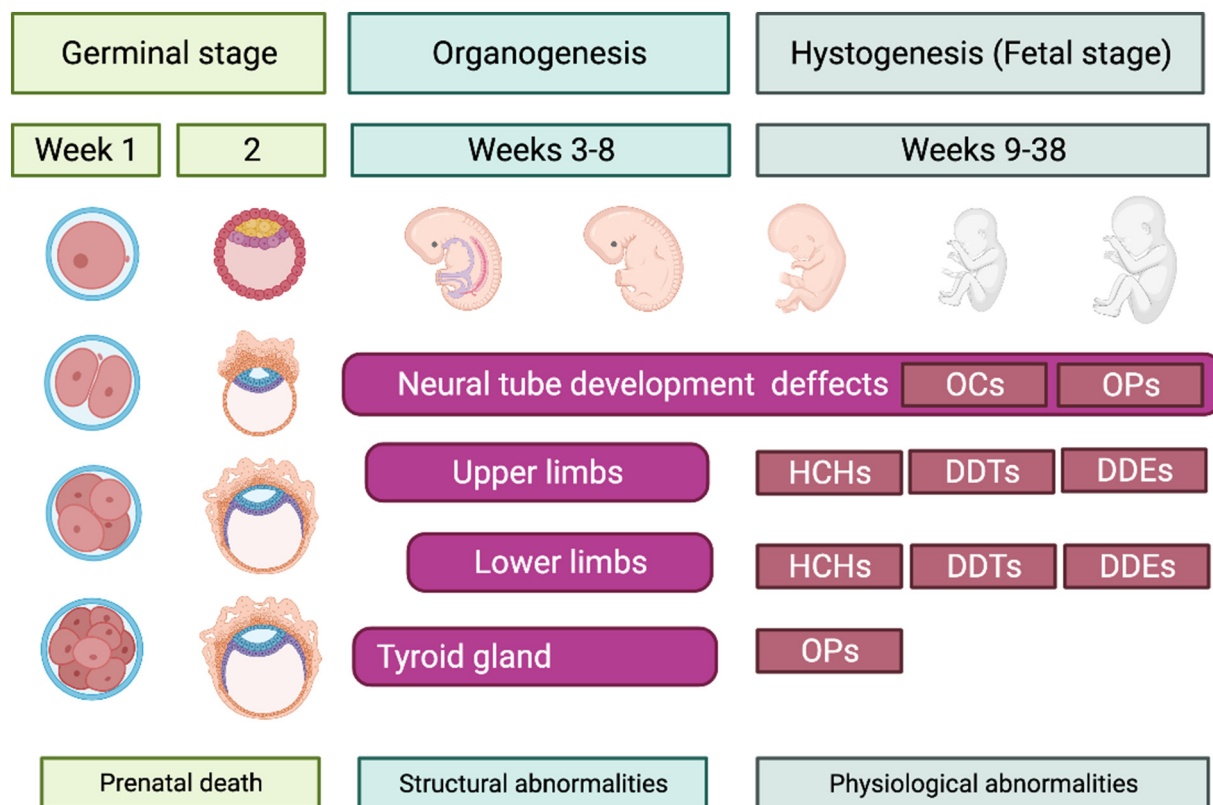 Germinal stage
Organogenesis
Hystogenesis (Fetal stage)
Week 1
2
Weeks 3-8
Weeks 9-38
Neural tube development deffects
OCs
OPs
Upper limbs
HCHs
DDTs
DDEs
Lower limbs
HCHs
DDTs
DDEs
Tyroid gland
OPs
Prenatal death
Structural abnormalities
Physiological abnormalities